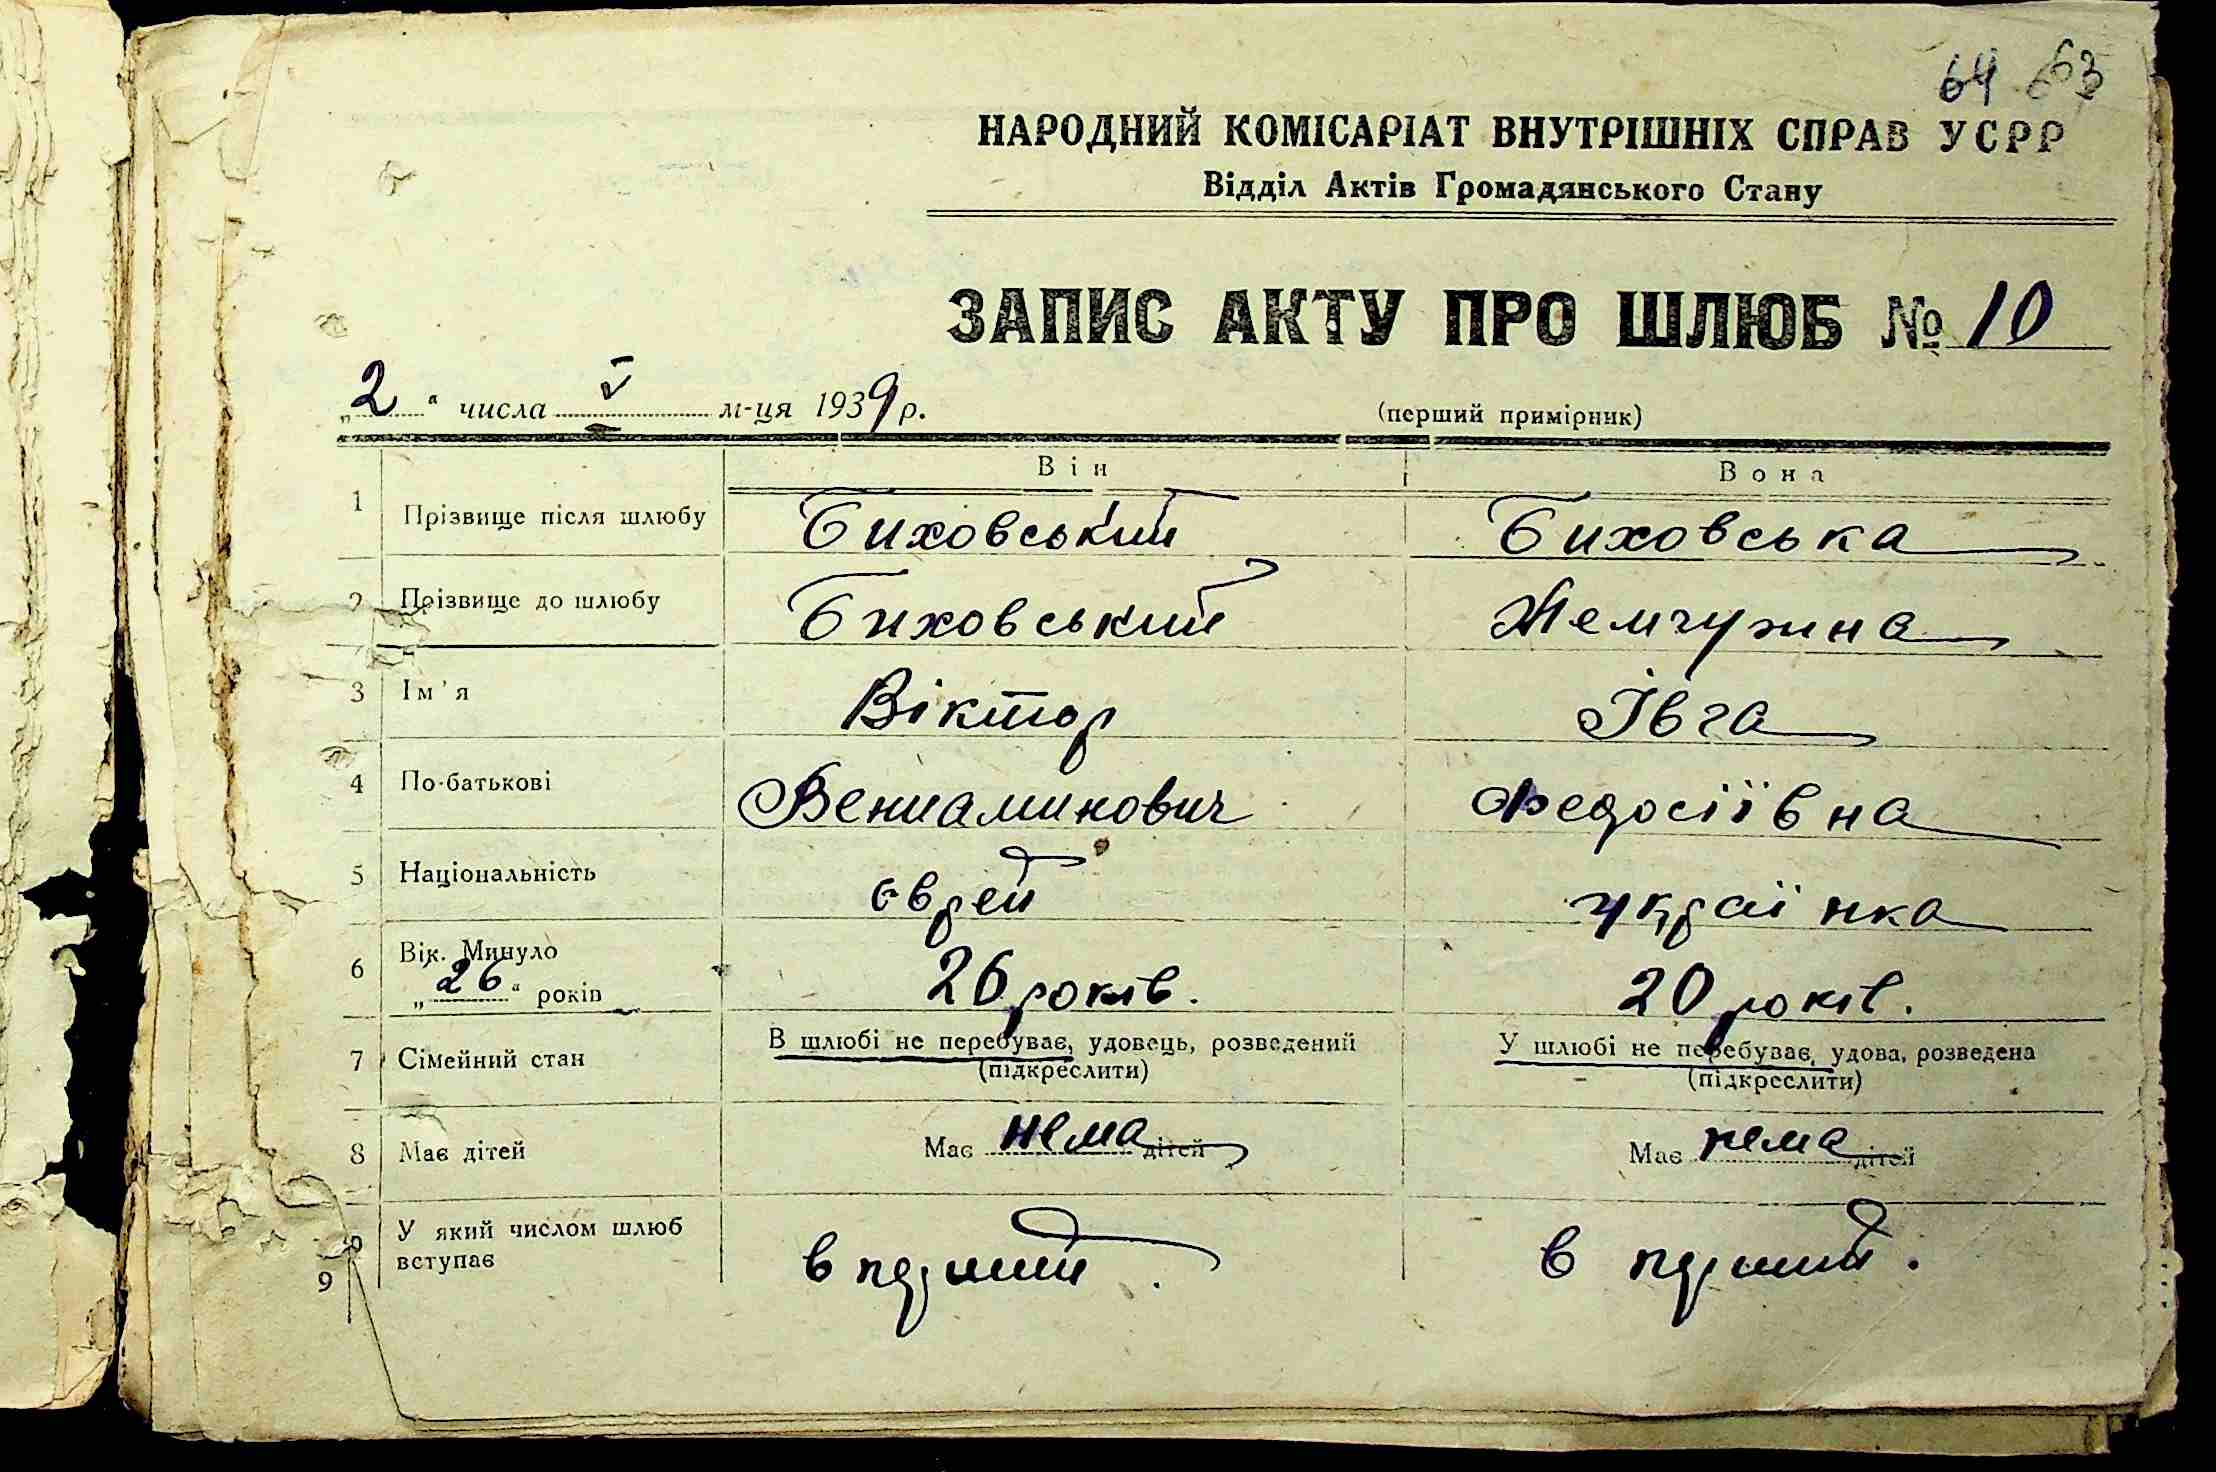 64 63
НАРОДНИЙ КОМІСАРІАТ ВНУТРІШНІХ СПРАВ УСРР
Відділ Актів Громадянського Стану
ЗАПИС АКТУ ПРО ШЛЮБ № 10
„2“ числа V м-ця 1939 р. (перший примірник)
Він Вона
1 Прізвище після шлюбу Биховський Биховська
2 Прізвище до шлюбу Биховський Жемчужна
3 Ім'я Віктор Івга
4 По-батькові Вениаминович Федосіївна
5 Національність єврей українка
6 Вік. Минуло „26“ років 26 років. 20 років.
7 Сімейний стан В шлюбі не перебуває, удовець, розведений У шлюбі не перебуває, удова, розведена
(підкреслити) (підкреслити)
8 Має дітей Має нема дітей Має нема дітей
9 У який числом шлюб вступає в перший в перший.
9